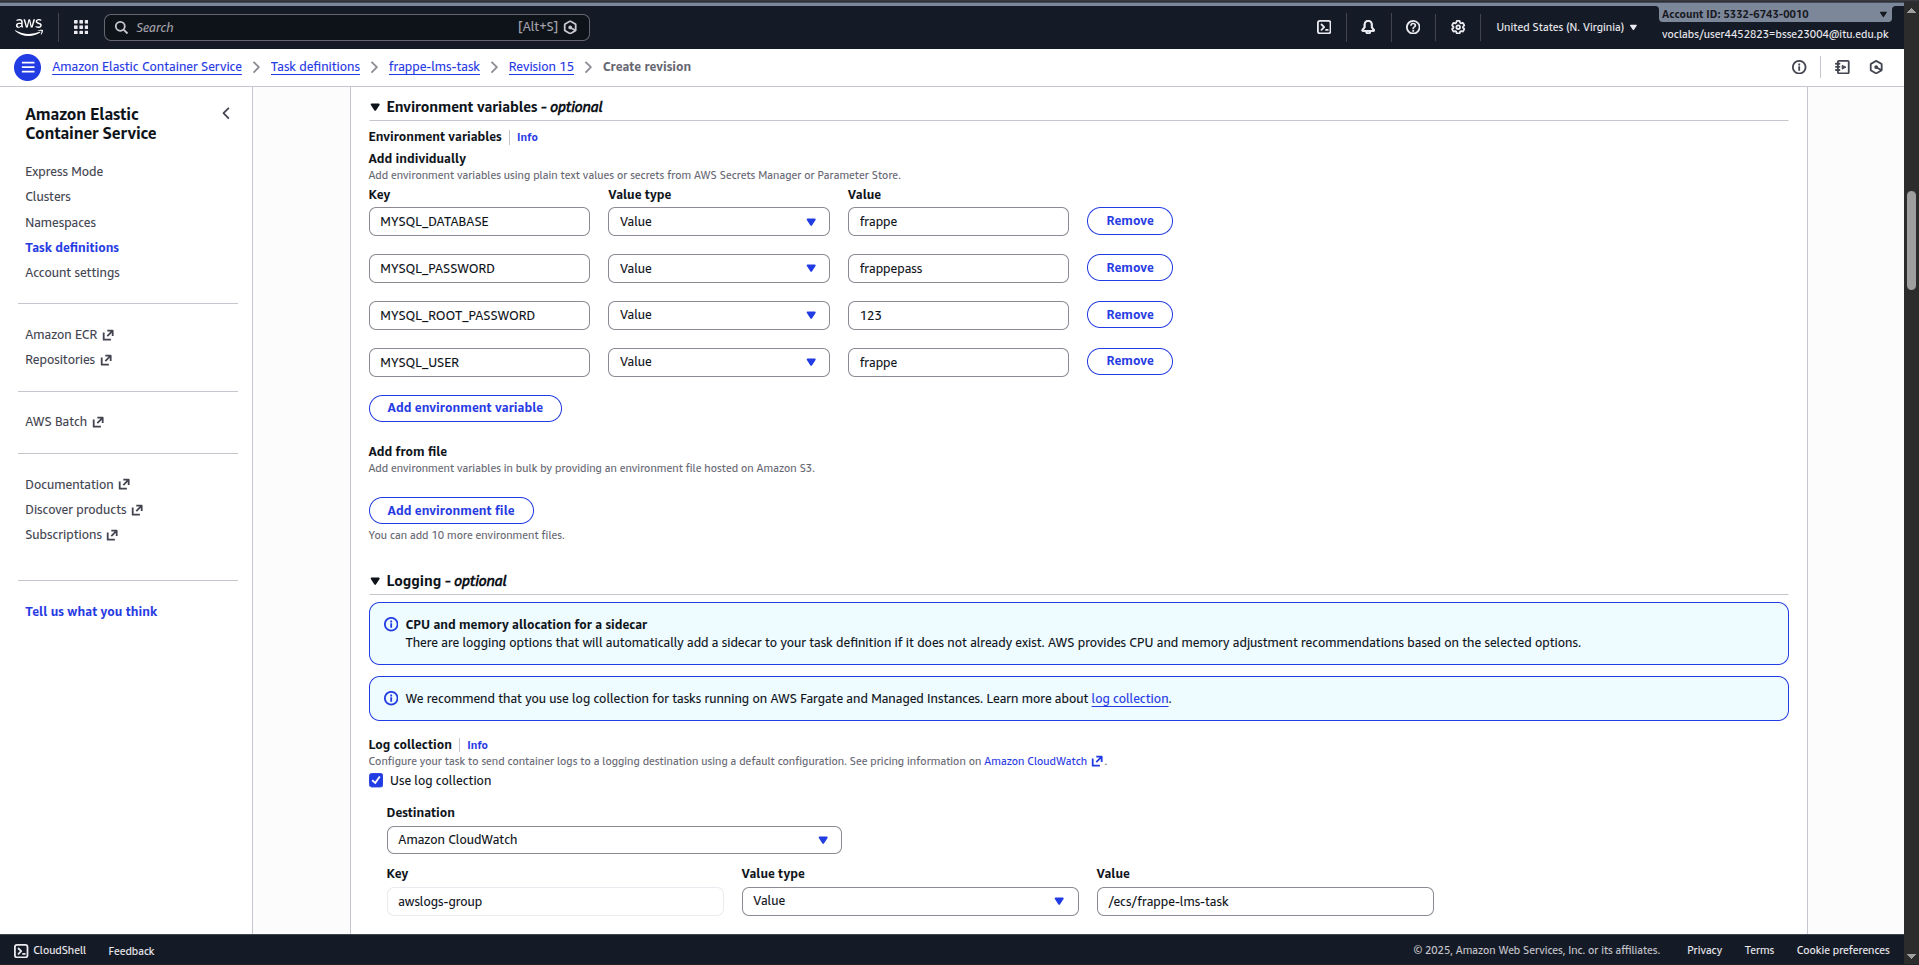 aws
Search
[Alt+S]
United States (N. Virginia)
Account ID: 5332-6743-0010
voclabs/user4452823=bsse23004@itu.edu.pk
Amazon Elastic Container Service
Task definitions
frappe-lms-task
Revision 15
Create revision
Amazon Elastic
Container Service
Express Mode
Clusters
Namespaces
Task definitions
Account settings
Amazon ECR
Repositories
AWS Batch
Documentation
Discover products
Subscriptions
Tell us what you think
Environment variables - optional
Environment variables Info
Add individually
Add environment variables using plain text values or secrets from AWS Secrets Manager or Parameter Store.
Key Value type Value
MYSQL_DATABASE Value frappe Remove
MYSQL_PASSWORD Value frappepass Remove
MYSQL_ROOT_PASSWORD Value 123 Remove
MYSQL_USER Value frappe Remove
Add environment variable
Add from file
Add environment variables in bulk by providing an environment file hosted on Amazon S3.
Add environment file
You can add 10 more environment files.
Logging - optional
CPU and memory allocation for a sidecar
There are logging options that will automatically add a sidecar to your task definition if it does not already exist. AWS provides CPU and memory adjustment recommendations based on the selected options.
We recommend that you use log collection for tasks running on AWS Fargate and Managed Instances. Learn more about log collection.
Log collection Info
Configure your task to send container logs to a logging destination using a default configuration. See pricing information on Amazon CloudWatch .
Use log collection
Destination
Amazon CloudWatch
Key Value type Value
awslogs-group Value /ecs/frappe-lms-task
CloudShell Feedback © 2025, Amazon Web Services, Inc. or its affiliates. Privacy Terms Cookie preferences